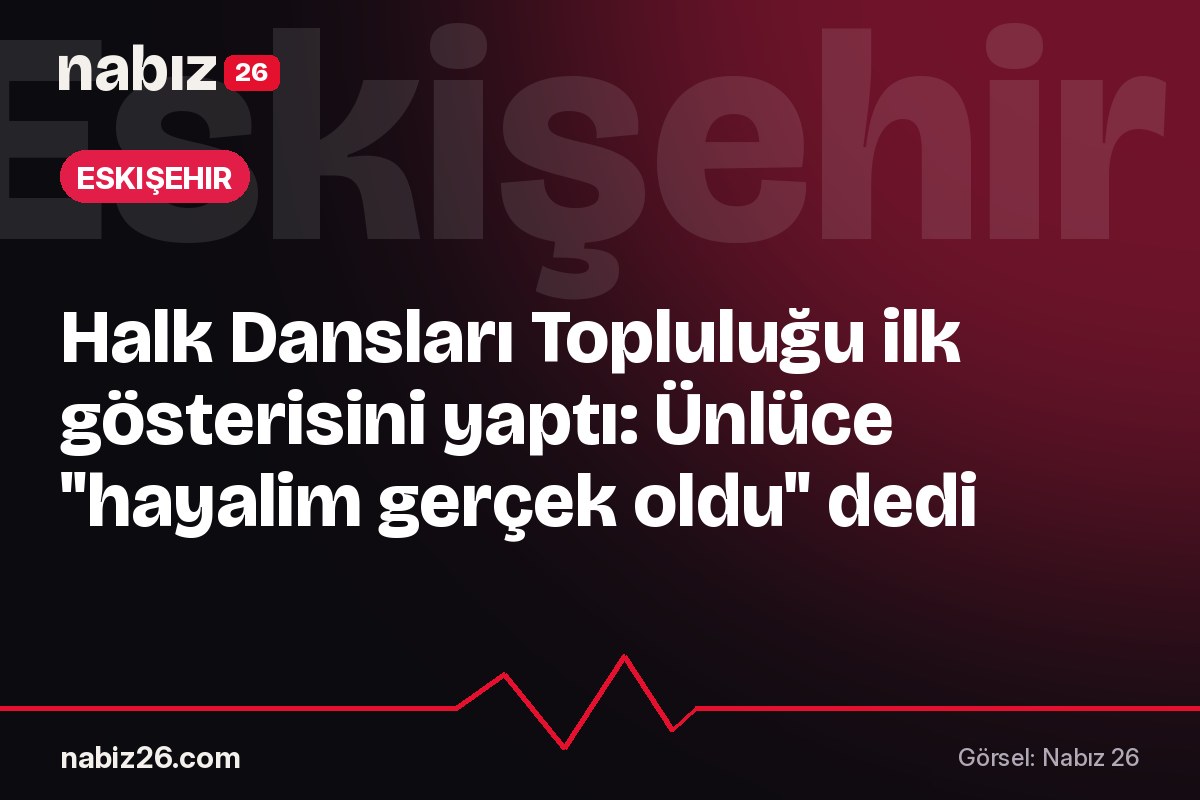 Eskişehir
nabız 26
ESKIŞEHIR
Halk Dansları Topluluğu ilk
gösterisini yaptı: Ünlüce
"hayalim gerçek oldu" dedi
nabiz26.com
Görsel: Nabız 26